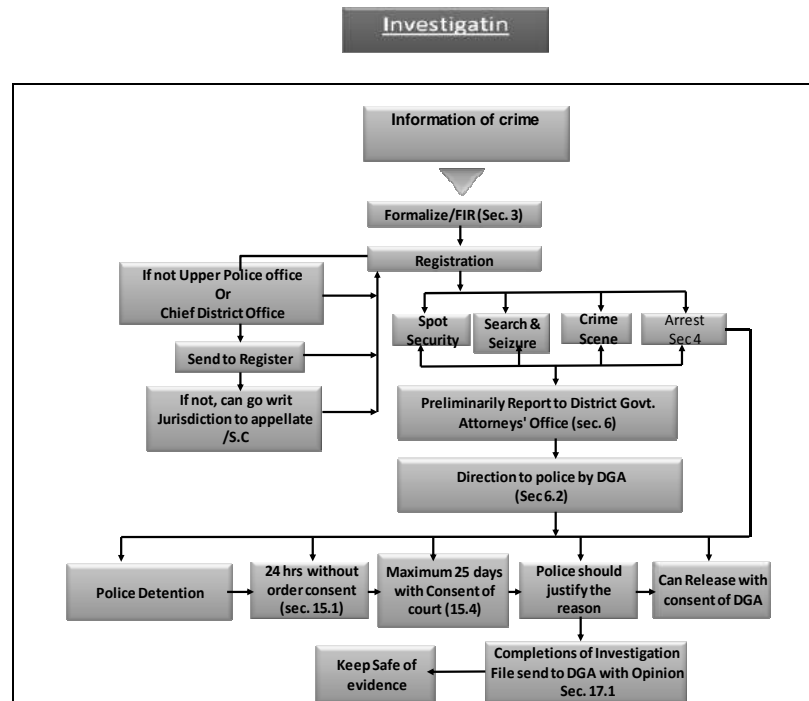 Investigatin
Information of crime
Formalize/FIR (Sec. 3)
Registration
If not Upper Police office
Or
Chief District Office
Send to Register
If not, can go writ
Jurisdiction to appellate
/S.C
Spot
Security
Search &
Seizure
Crime
Scene
Arrest
Sec 4
Preliminarily Report to District Govt.
Attorneys' Office (sec. 6)
Direction to police by DGA
(Sec 6.2)
Police Detention
24 hrs without
order consent
(sec. 15.1)
Maximum 25 days
with Consent of
court (15.4)
Police should
justify the
reason
Can Release with
consent of DGA
Completions of Investigation
File send to DGA with Opinion
Sec. 17.1
Keep Safe of
evidence